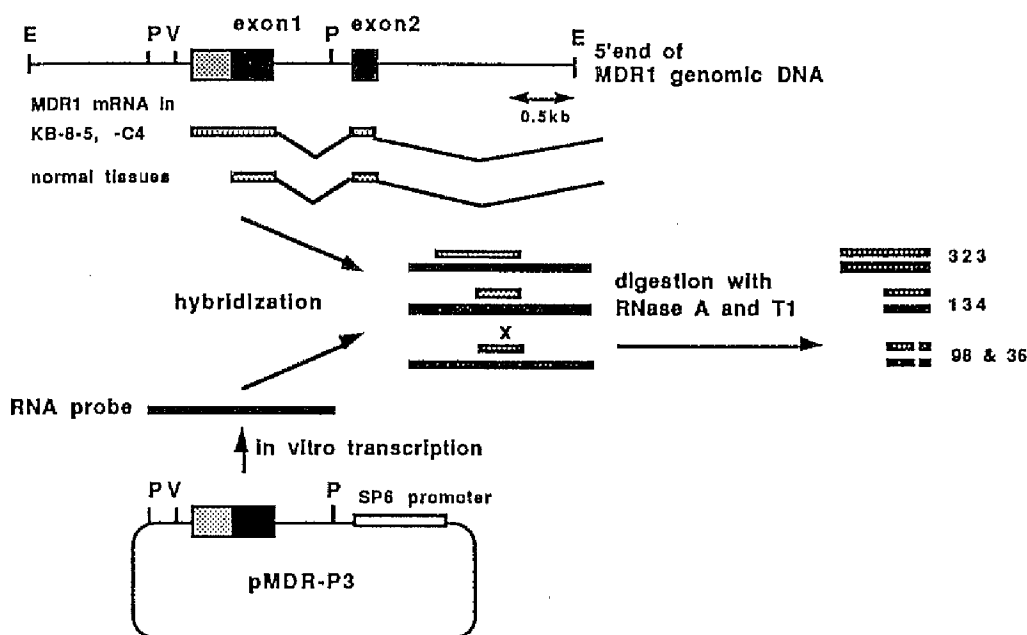 E P V exon1 P exon2 E
5'end of
MDR1 genomic DNA
0.5kb
MDR1 mRNA in
KB-8-5, -C4
normal tissues
hybridization
X
digestion with
RNase A and T1
323
134
98 & 36
RNA probe
in vitro transcription
P V P SP6 promoter
pMDR-P3